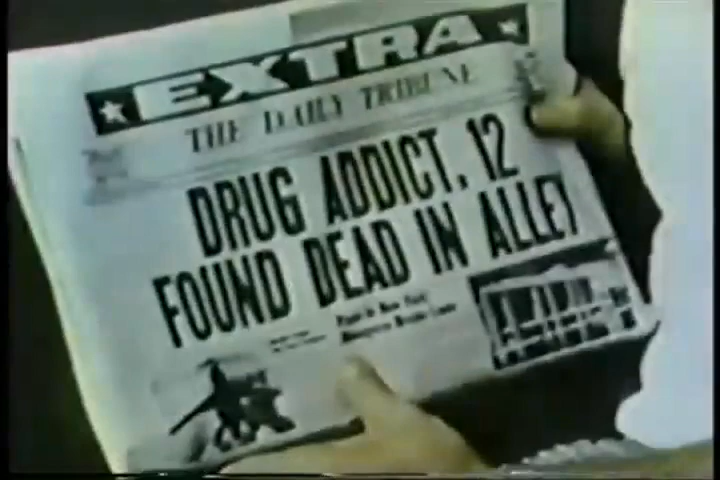 EXTRA
THE DAILY TRIBUNE
DRUG ADDICT, 12
FOUND DEAD IN ALLEY